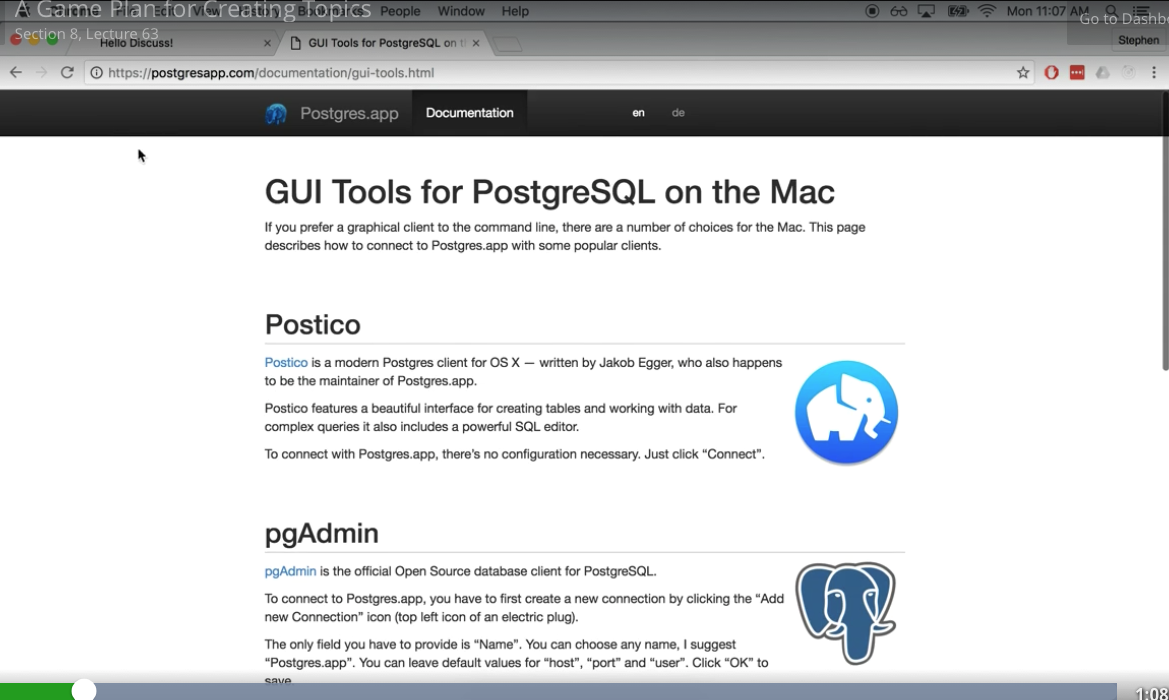 A Game Plan for Creating Topics
Chrome File Edit View History Bookmarks People Window Help
Mon 11:07 AM
Section 8, Lecture 63
Go to Dashb
Hello Discuss!
GUI Tools for PostgreSQL on t
Stephen
https://postgresapp.com/documentation/gui-tools.html
Postgres.app
Documentation
en
de
GUI Tools for PostgreSQL on the Mac
If you prefer a graphical client to the command line, there are a number of choices for the Mac. This page
describes how to connect to Postgres.app with some popular clients.
Postico
Postico is a modern Postgres client for OS X — written by Jakob Egger, who also happens
to be the maintainer of Postgres.app.
Postico features a beautiful interface for creating tables and working with data. For
complex queries it also includes a powerful SQL editor.
To connect with Postgres.app, there's no configuration necessary. Just click “Connect”.
pgAdmin
pgAdmin is the official Open Source database client for PostgreSQL.
To connect to Postgres.app, you have to first create a new connection by clicking the “Add
new Connection” icon (top left icon of an electric plug).
The only field you have to provide is “Name”. You can choose any name, I suggest
“Postgres.app”. You can leave default values for “host”, “port” and “user”. Click “OK” to
save
1:08